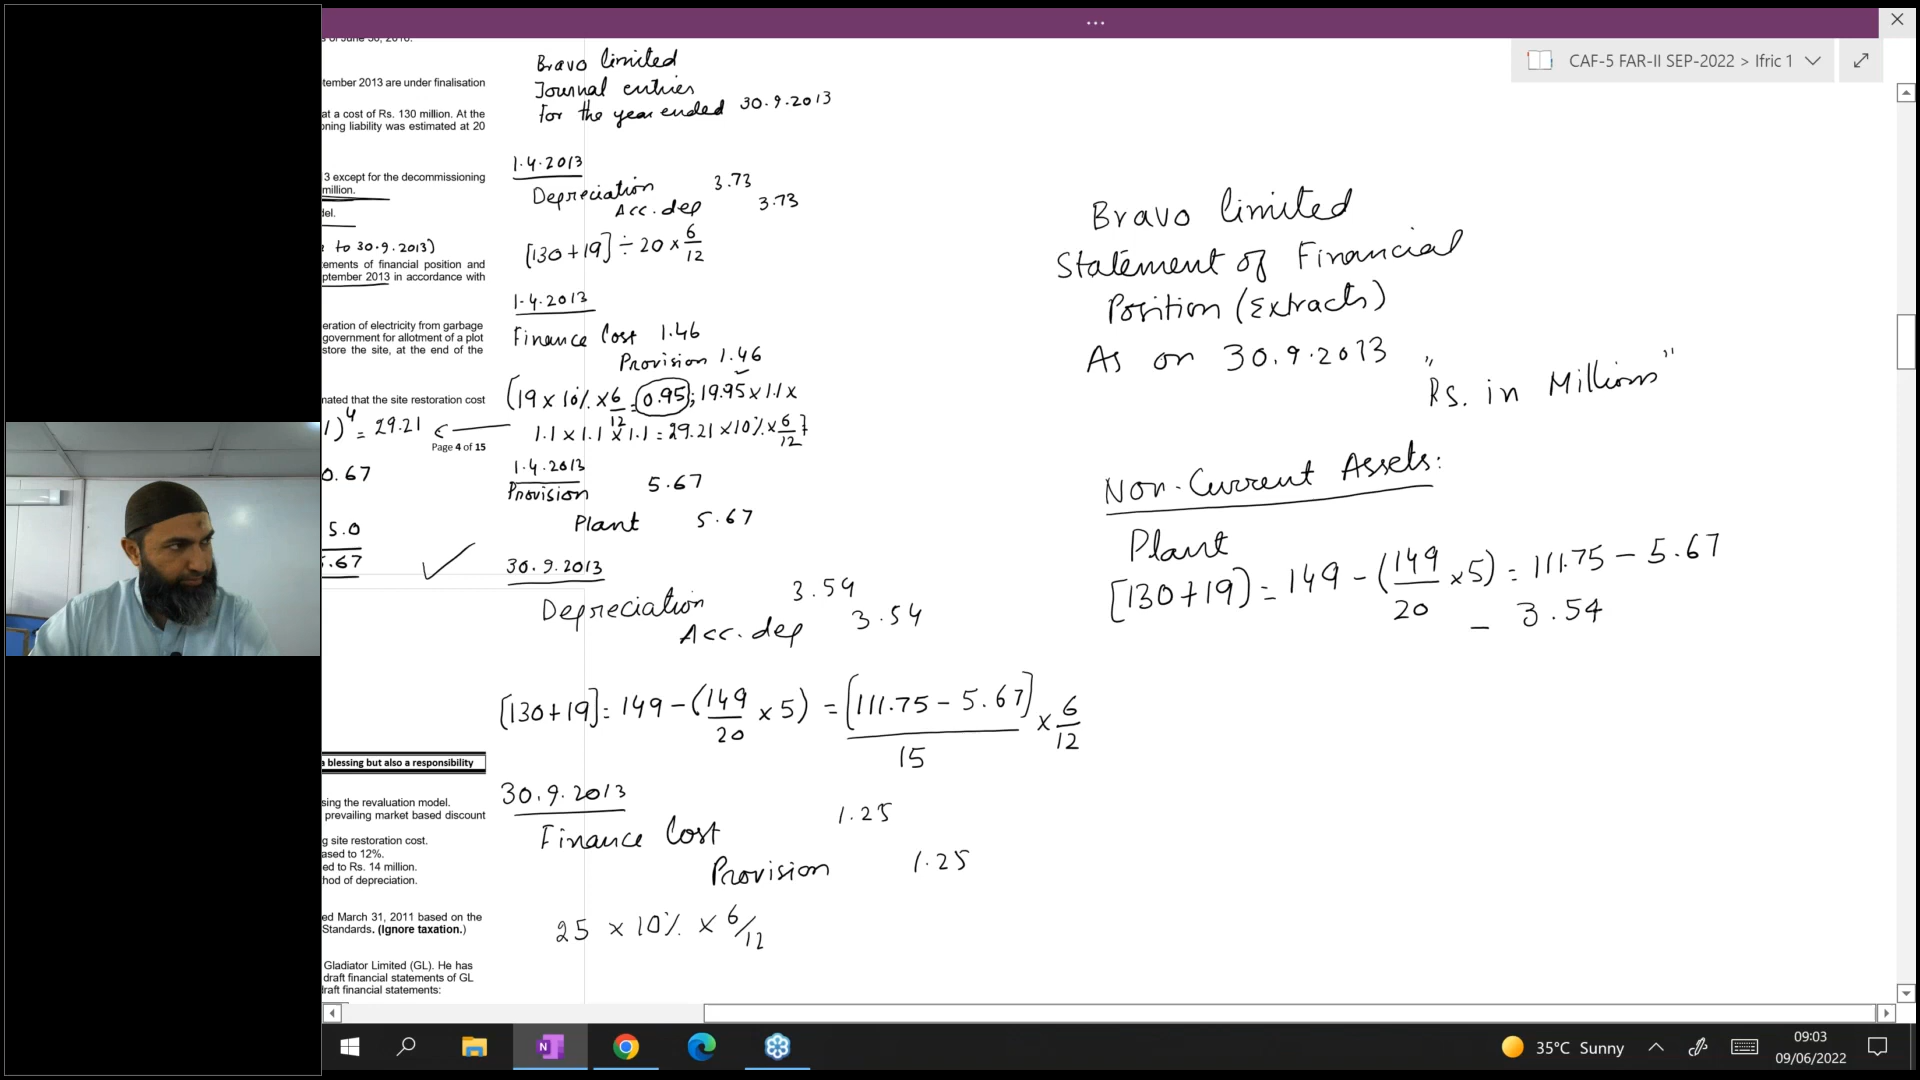 CAF-5 FAR-II SEP-2022 > Ifric 1
tember 2013 are under finalisation
at a cost of Rs. 130 million. At the
ning liability was estimated at 20
3 except for the decommissioning
million.
el.
to 30.9.2013)
ements of financial position and
ptember 2013 in accordance with
eration of electricity from garbage
government for allotment of a plot
store the site, at the end of the
mated that the site restoration cost
1)^4 = 29.21
Page 4 of 15
0.67
5.0
.67
a blessing but also a responsibility
sing the revaluation model.
prevailing market based discount
g site restoration cost.
ased to 12%.
ed to Rs. 14 million.
hod of depreciation.
ed March 31, 2011 based on the
Standards. (Ignore taxation.)
Gladiator Limited (GL). He has
draft financial statements of GL
raft financial statements:
Bravo limited
Journal entries
For the year ended 30.9.2013
1.4.2013
Depreciation 3.73
Acc. dep 3.73
[130+19] ÷ 20 × 6/12
1-4.2013
Finance Cost 1.46
Provision 1.46
(19 × 10% × 6/12 = 0.95; 19.95 × 1.1 ×
1.1 × 1.1 × 1.1 = 29.21 × 10% × 6/12}
1.4.2013
Provision 5.67
Plant 5.67
30.9.2013
Depreciation 3.54
Acc. dep 3.54
[130+19] = 149 - (149/20 × 5) = [111.75 - 5.67]/15 × 6/12
30.9.2013
Finance Cost 1.25
Provision 1.25
25 × 10% × 6/12
Bravo limited
Statement of Financial
Position (Extracts)
As on 30.9.2013
"Rs. in Millions"
Non-Current Assets:
Plant
[130+19] = 149 - (149/20 × 5) = 111.75 - 5.67
- 3.54
35°C Sunny
09:03
09/06/2022